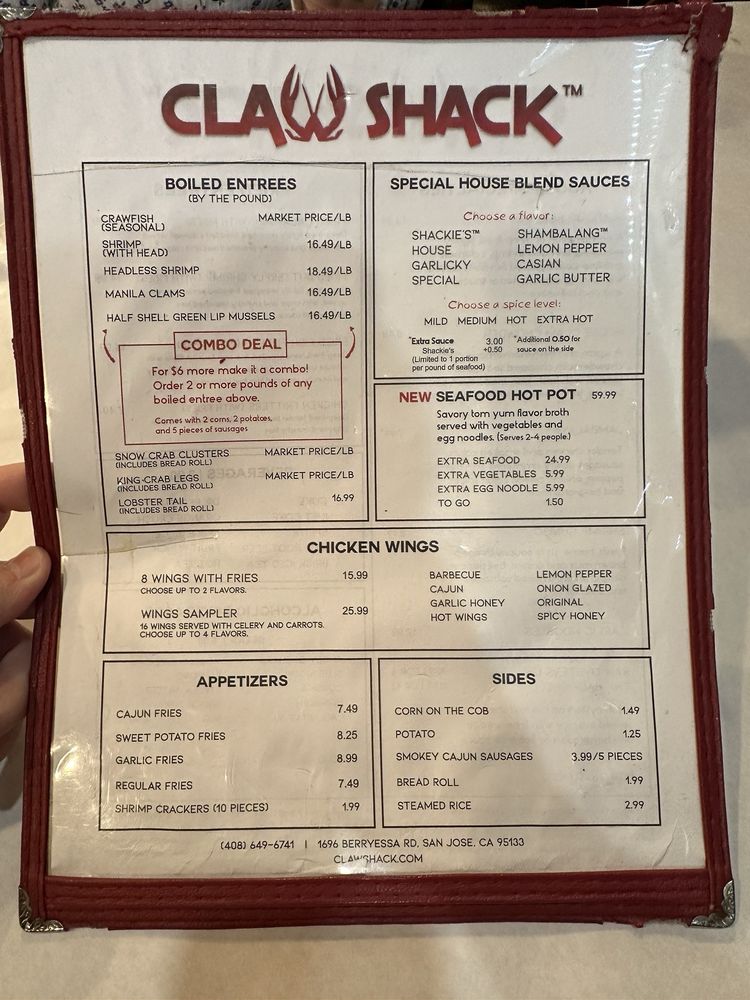 CLAW SHACK™
BOILED ENTREES
(BY THE POUND)
CRAWFISH MARKET PRICE/LB
(SEASONAL)
SHRIMP 16.49/LB
(WITH HEAD)
HEADLESS SHRIMP 18.49/LB
MANILA CLAMS 16.49/LB
HALF SHELL GREEN LIP MUSSELS 16.49/LB
COMBO DEAL
For $6 more make it a combo!
Order 2 or more pounds of any
boiled entree above.
Comes with 2 corns, 2 potatoes,
and 5 pieces of sausages
SNOW CRAB CLUSTERS MARKET PRICE/LB
(INCLUDES BREAD ROLL)
KING CRAB LEGS MARKET PRICE/LB
(INCLUDES BREAD ROLL)
LOBSTER TAIL 16.99
(INCLUDES BREAD ROLL)
SPECIAL HOUSE BLEND SAUCES
Choose a flavor:
SHACKIE'S™ SHAMBALANG™
HOUSE LEMON PEPPER
GARLICKY CASIAN
SPECIAL GARLIC BUTTER
Choose a spice level:
MILD MEDIUM HOT EXTRA HOT
*Extra Sauce 3.00 *Additional 0.50 for
Shackie's +0.50 sauce on the side
(Limited to 1 portion
per pound of seafood)
NEW SEAFOOD HOT POT 59.99
Savory tom yum flavor broth
served with vegetables and
egg noodles. (Serves 2-4 people.)
EXTRA SEAFOOD 24.99
EXTRA VEGETABLES 5.99
EXTRA EGG NOODLE 5.99
TO GO 1.50
CHICKEN WINGS
8 WINGS WITH FRIES 15.99
CHOOSE UP TO 2 FLAVORS.
WINGS SAMPLER 25.99
16 WINGS SERVED WITH CELERY AND CARROTS.
CHOOSE UP TO 4 FLAVORS.
BARBECUE LEMON PEPPER
CAJUN ONION GLAZED
GARLIC HONEY ORIGINAL
HOT WINGS SPICY HONEY
APPETIZERS
CAJUN FRIES 7.49
SWEET POTATO FRIES 8.25
GARLIC FRIES 8.99
REGULAR FRIES 7.49
SHRIMP CRACKERS (10 PIECES) 1.99
SIDES
CORN ON THE COB 1.49
POTATO 1.25
SMOKEY CAJUN SAUSAGES 3.99/5 PIECES
BREAD ROLL 1.99
STEAMED RICE 2.99
(408) 649-6741 | 1696 BERRYESSA RD, SAN JOSE, CA 95133
CLAWSHACK.COM